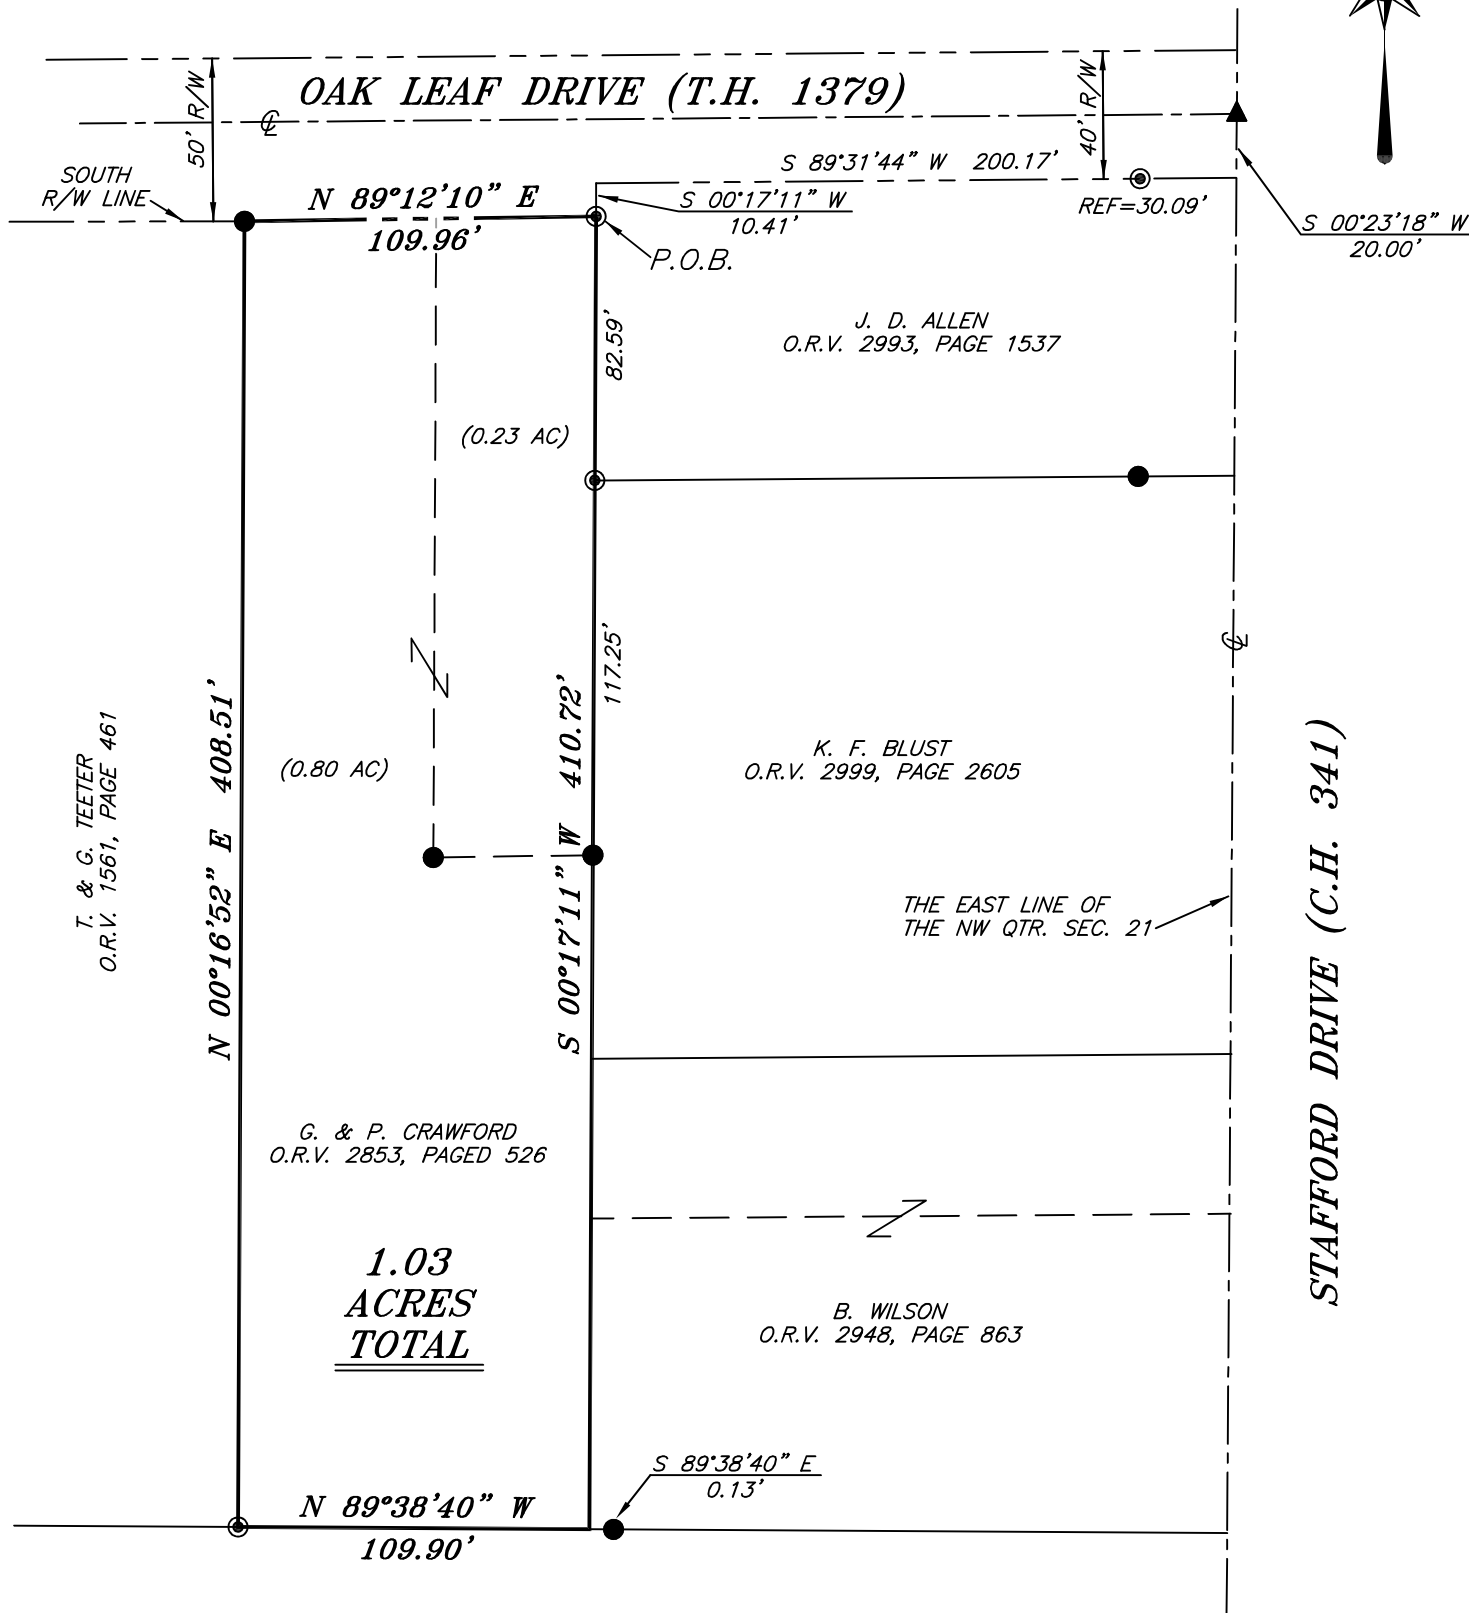 OAK LEAF DRIVE (T.H. 1379)
50' R/W
40' R/W
℄
SOUTH
R/W LINE
N 89°12'10" E
109.96'
S 89°31'44" W 200.17'
S 00°17'11" W
10.41'
P.O.B.
REF=30.09'
S 00°23'18" W
20.00'
J. D. ALLEN
O.R.V. 2993, PAGE 1537
82.59'
(0.23 AC)
117.25'
℄
N 00°16'52" E 408.51'
S 00°17'11" W 410.72'
T. & G. TEETER
O.R.V. 1561, PAGE 461
(0.80 AC)
K. F. BLUST
O.R.V. 2999, PAGE 2605
THE EAST LINE OF
THE NW QTR. SEC. 21
STAFFORD DRIVE (C.H. 341)
G. & P. CRAWFORD
O.R.V. 2853, PAGED 526
1.03
ACRES
TOTAL
B. WILSON
O.R.V. 2948, PAGE 863
S 89°38'40" E
0.13'
N 89°38'40" W
109.90'